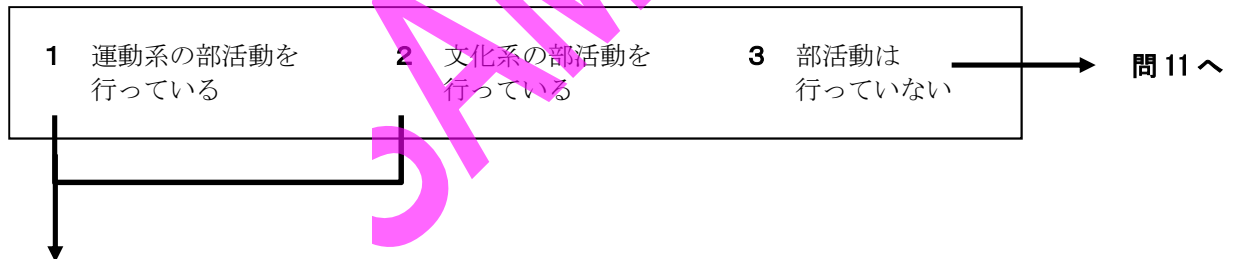 1 運動系の部活動を
行っている
2 文化系の部活動を
行っている
3 部活動は
行っていない
問 11 へ
SAM